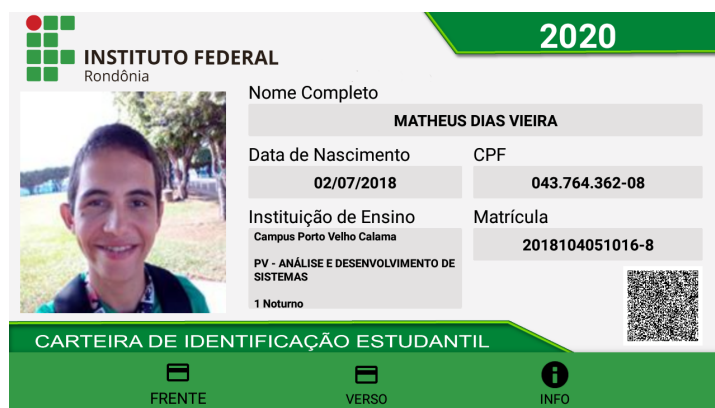 2020
INSTITUTO FEDERAL
Rondônia
Nome Completo
MATHEUS DIAS VIEIRA
Data de Nascimento
CPF
02/07/2018
043.764.362-08
Instituição de Ensino
Matrícula
Campus Porto Velho Calama
2018104051016-8
PV - ANÁLISE E DESENVOLVIMENTO DE
SISTEMAS
1 Noturno
CARTEIRA DE IDENTIFICAÇÃO ESTUDANTIL
FRENTE
VERSO
INFO